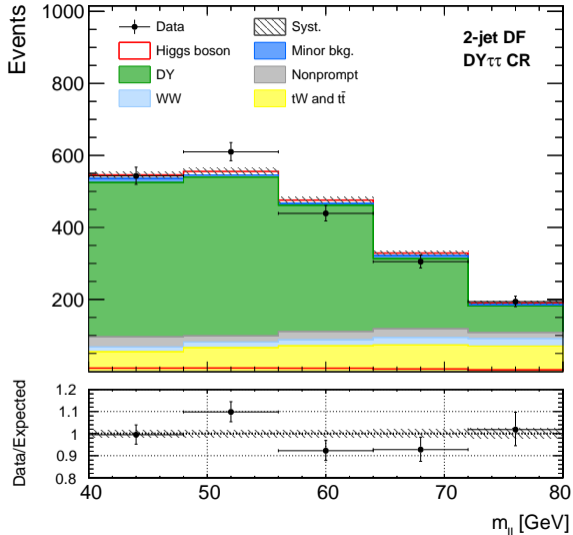 Events
1000
800
600
400
200
Data
Syst.
Higgs boson
Minor bkg.
DY
Nonprompt
WW
tW and tt̄
2-jet DF
DYττ CR
Data/Expected
1.2
1.1
1
0.9
0.8
40
50
60
70
80
m_ll [GeV]